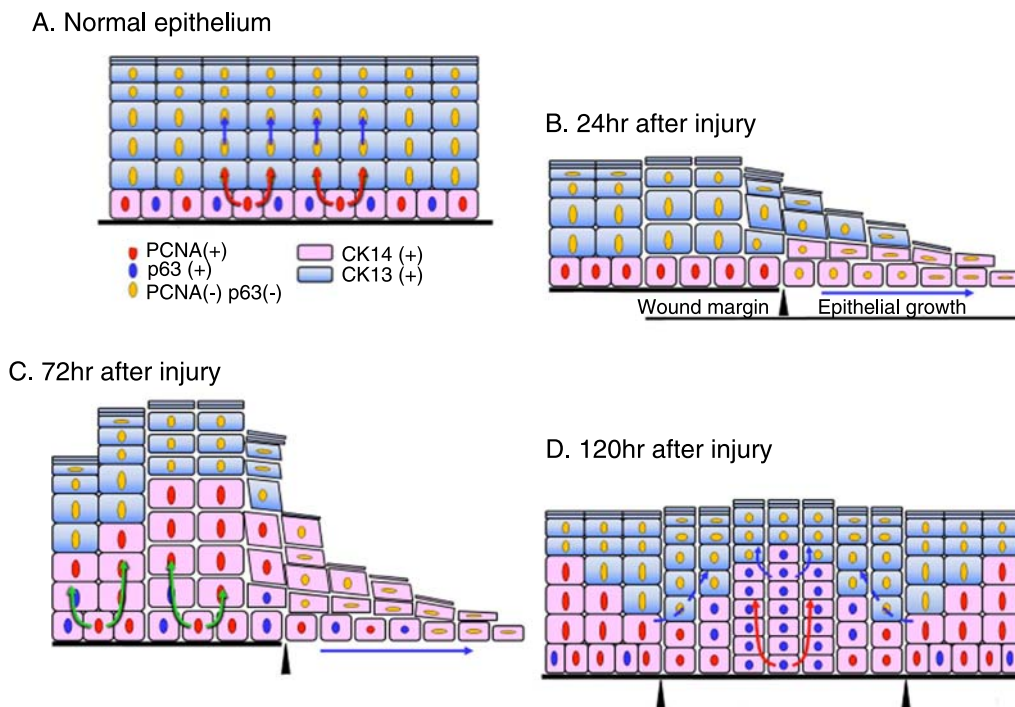 A. Normal epithelium
B. 24hr after injury
PCNA(+)
p63 (+)
PCNA(-) p63(-)
CK14 (+)
CK13 (+)
Wound margin
Epithelial growth
C. 72hr after injury
D. 120hr after injury